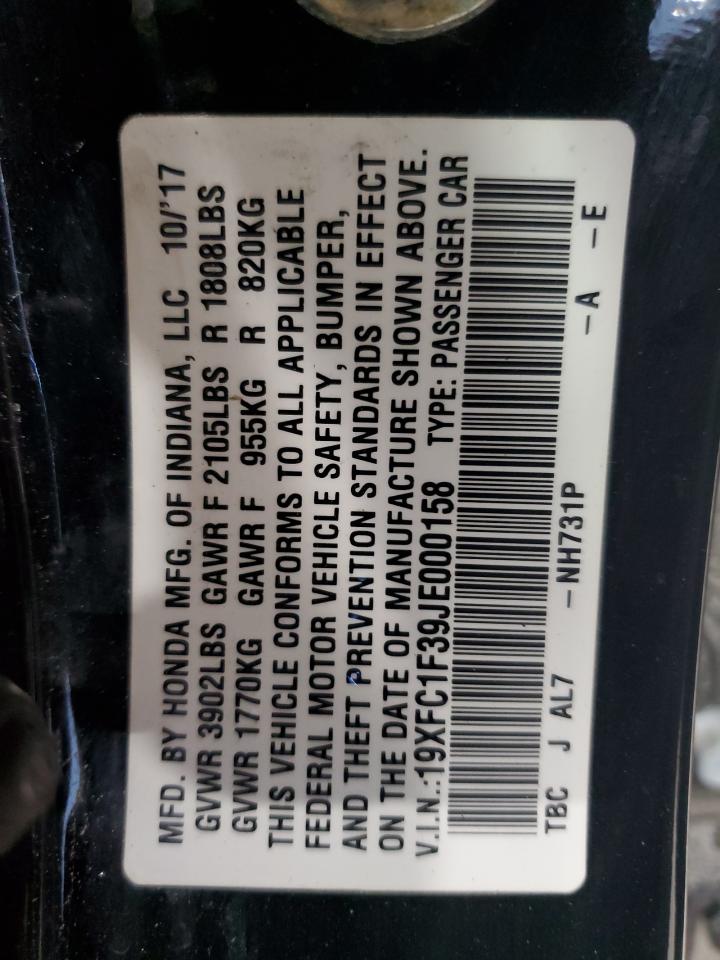 MFD. BY HONDA MFG. OF INDIANA, LLC 10/'17
GVWR 3902LBS GAWR F 2105LBS R 1808LBS
GVWR 1770KG GAWR F 955KG R 820KG
THIS VEHICLE CONFORMS TO ALL APPLICABLE
FEDERAL MOTOR VEHICLE SAFETY, BUMPER,
AND THEFT PREVENTION STANDARDS IN EFFECT
ON THE DATE OF MANUFACTURE SHOWN ABOVE.
V.I.N.:19XFC1F39JE000158 TYPE: PASSENGER CAR
TBC J AL7 –NH731P –A –E